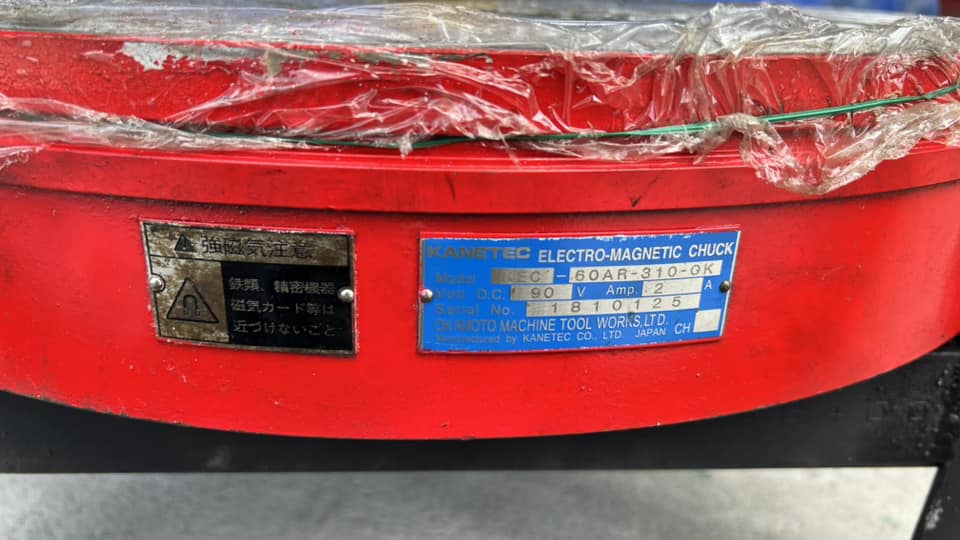 強磁気注意
鉄類、精密機器
磁気カード等は
近づけないこと
KANETEC ELECTRO-MAGNETIC CHUCK
Model EC -60AR-310-GK
Volt D.C. 90 V Amp. 2 A
Serial No. 1810125
OKAMOTO MACHINE TOOL WORKS,LTD.
Manufactured by KANETEC CO., LTD. JAPAN CH